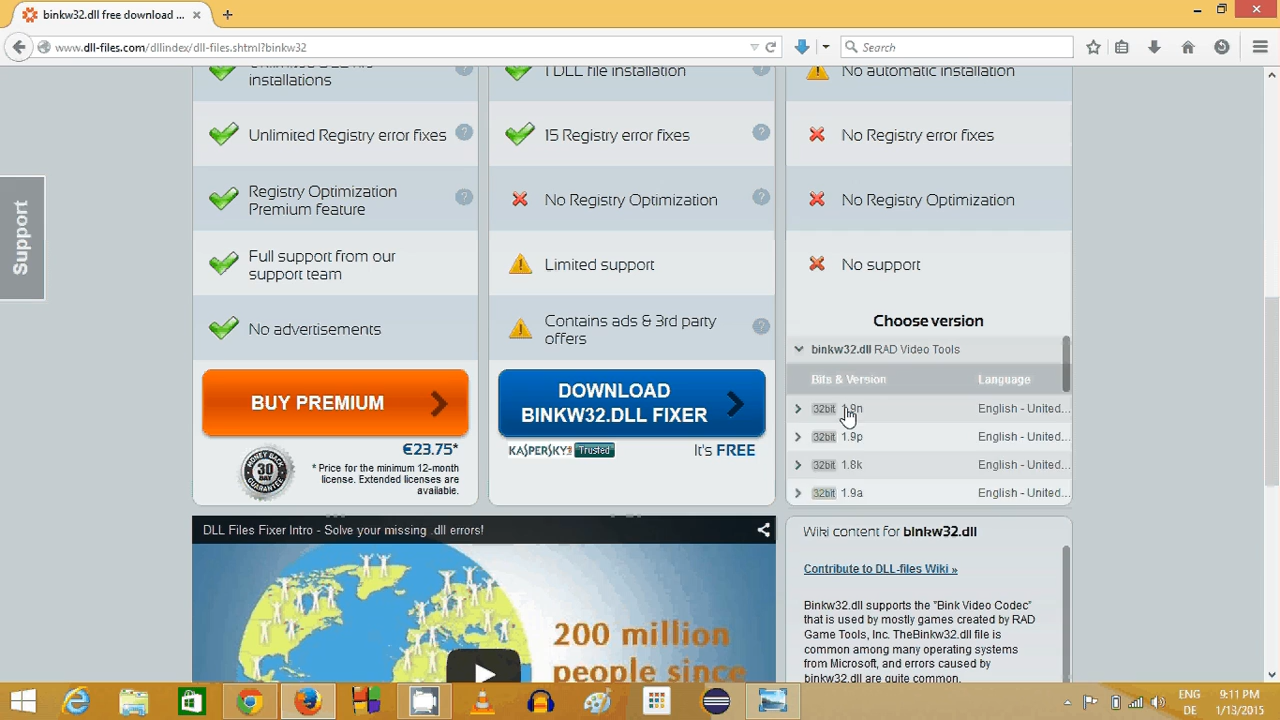 binkw32.dll free download ...
www.dll-files.com/dllindex/dll-files.shtml?binkw32
Search
Support
installations
Unlimited Registry error fixes
Registry Optimization
Premium feature
Full support from our
support team
No advertisements
BUY PREMIUM
€23.75*
MONEY BACK
30
DAY
GUARANTEE
* Price for the minimum 12-month
license. Extended licenses are
available.
1 DLL file installation
15 Registry error fixes
No Registry Optimization
Limited support
Contains ads & 3rd party
offers
DOWNLOAD
BINKW32.DLL FIXER
KASPERSKY Trusted
It's FREE
No automatic installation
No Registry error fixes
No Registry Optimization
No support
Choose version
binkw32.dll RAD Video Tools
Bits & Version Language
32bit 1.9n English - United...
32bit 1.9p English - United...
32bit 1.8k English - United...
32bit 1.9a English - United...
DLL Files Fixer Intro - Solve your missing .dll errors!
200 million
people since
Wiki content for binkw32.dll
Contribute to DLL-files Wiki »
Binkw32.dll supports the "Bink Video Codec"
that is used by mostly games created by RAD
Game Tools, Inc. TheBinkw32.dll file is
common among many operating systems
from Microsoft, and errors caused by
binkw32.dll are quite common.
ENG
DE
9:11 PM
1/13/2015